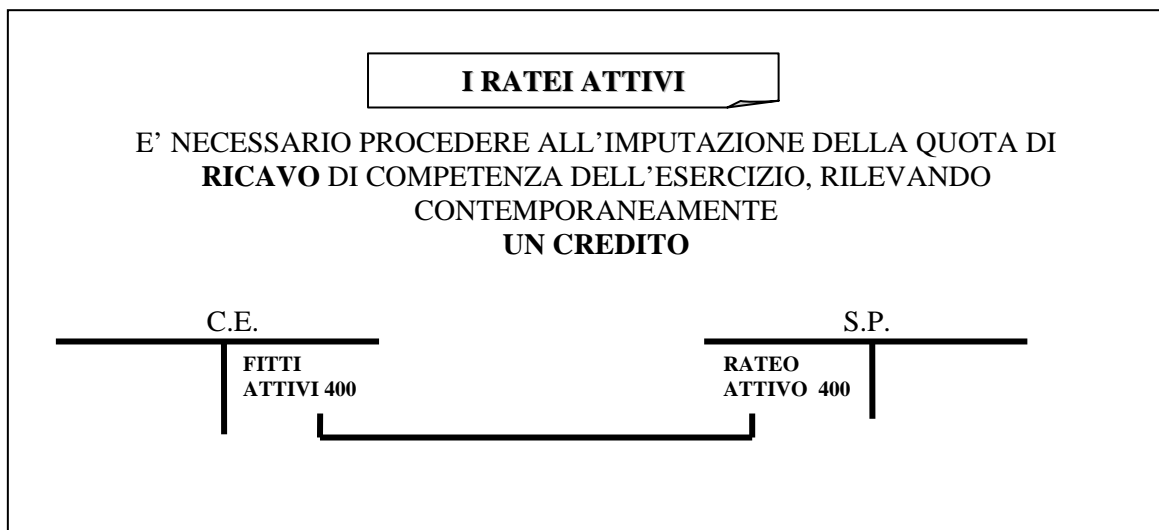 I RATEI ATTIVI
E’ NECESSARIO PROCEDERE ALL’IMPUTAZIONE DELLA QUOTA DI
RICAVO DI COMPETENZA DELL’ESERCIZIO, RILEVANDO
CONTEMPORANEAMENTE
UN CREDITO
C.E.
FITTI
ATTIVI 400
S.P.
RATEO
ATTIVO 400